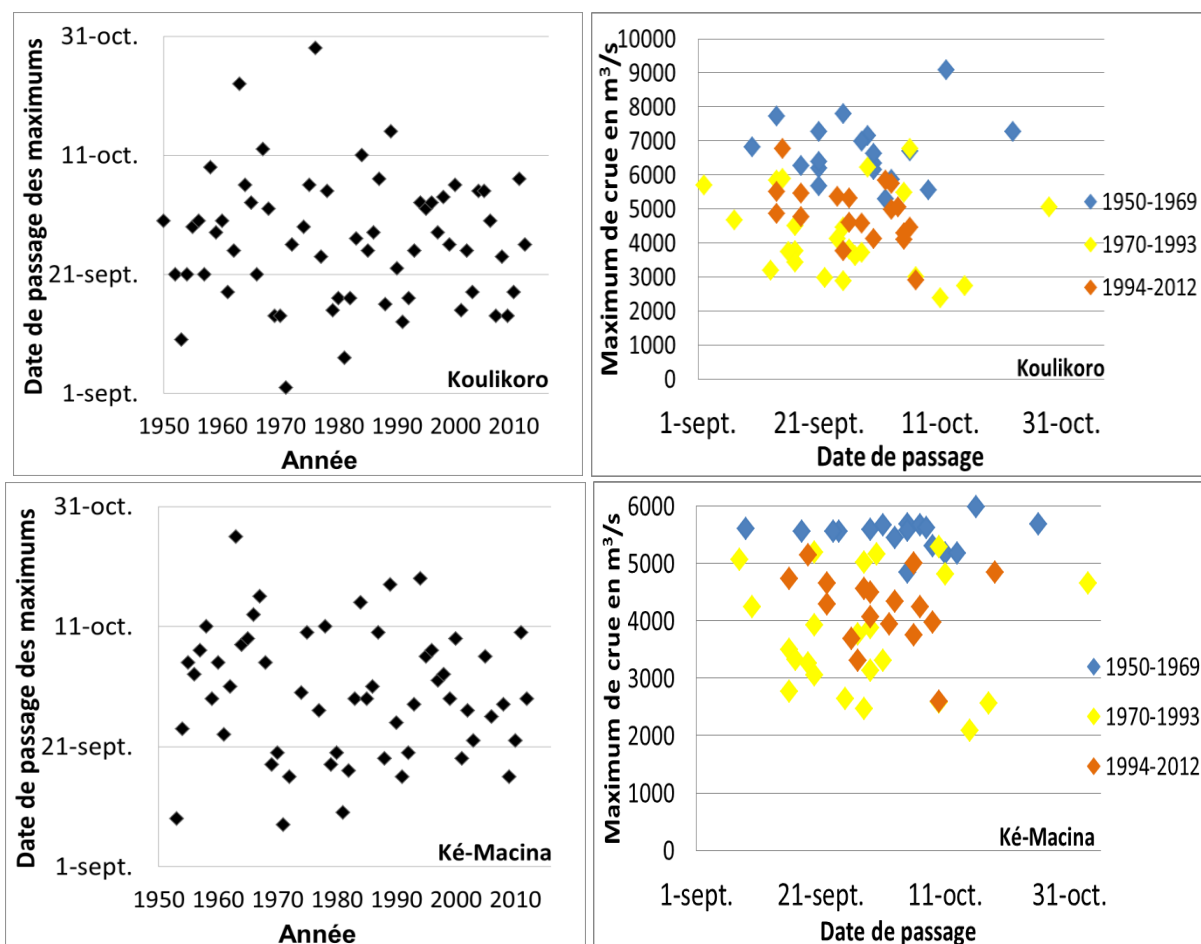 Date de passage des maximums
31-oct.
11-oct.
21-sept.
1-sept.
Koulikoro
1950 1960 1970 1980 1990 2000 2010
Année
Maximum de crue en m³/s
10000
9000
8000
7000
6000
5000
4000
3000
2000
1000
0
1950-1969
1970-1993
1994-2012
Koulikoro
1-sept. 21-sept. 11-oct. 31-oct.
Date de passage
Date de passage des maximums
31-oct.
11-oct.
21-sept.
1-sept.
Ké-Macina
1950 1960 1970 1980 1990 2000 2010
Année
Maximum de crue en m³/s
6000
5000
4000
3000
2000
1000
0
1950-1969
1970-1993
1994-2012
Ké-Macina
1-sept. 21-sept. 11-oct. 31-oct.
Date de passage